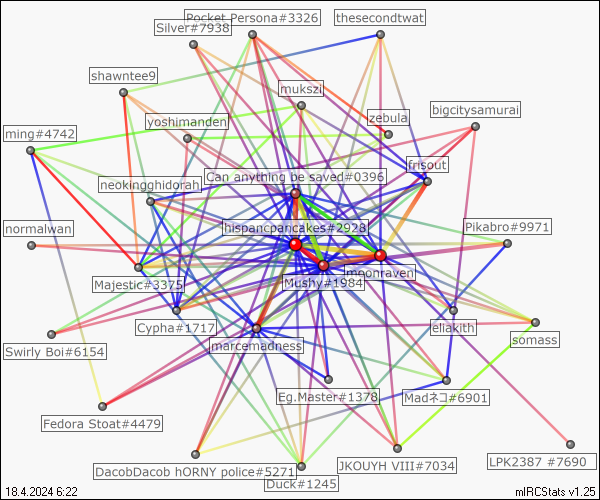 Pocket Persona#3326
thesecondtwat
Silver#7938
shawntee9
mukszi
bigcitysamurai
zebula
yoshimanden
ming#4742
frisout
Can anything be saved#0396
neokingghidorah
hispancpancakes#2928
Pikabro#9971
normalwan
Mushy#1984
lmoonraven
Majestic#3375
Cypha#1717
eliakith
somass
marcemadness
Swirly Boi#6154
Eg.Master#1378
Madネコ#6901
Fedora Stoat#4479
DacobDacob hORNY police#5271
JKOUYH VIII#7034
LPK2387 #7690
Duck#1245
18.4.2024 6:22
mIRCStats v1.25